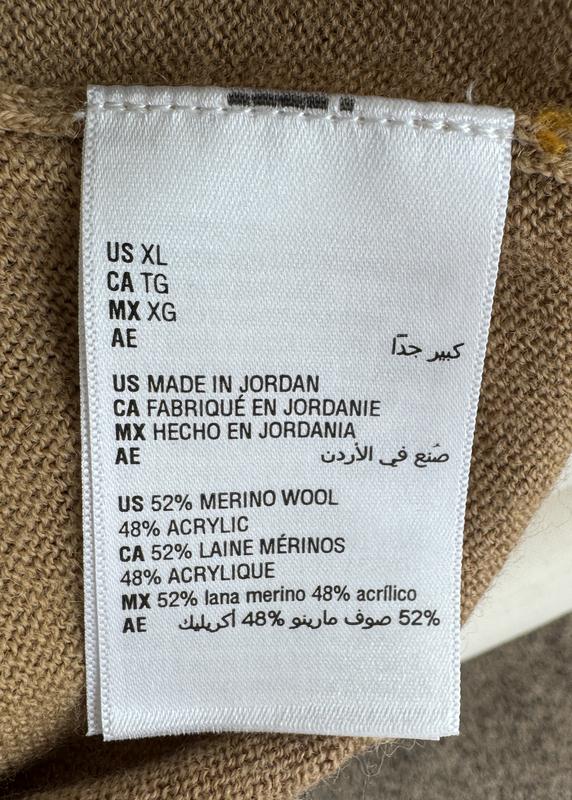 US XL
CA TG
MX XG
AE كبير جدًا
US MADE IN JORDAN
CA FABRIQUÉ EN JORDANIE
MX HECHO EN JORDANIA
AE صُنع في الأردن
US 52% MERINO WOOL
48% ACRYLIC
CA 52% LAINE MÉRINOS
48% ACRYLIQUE
MX 52% lana merino 48% acrílico
AE 52% صوف مارينو 48% أكريليك